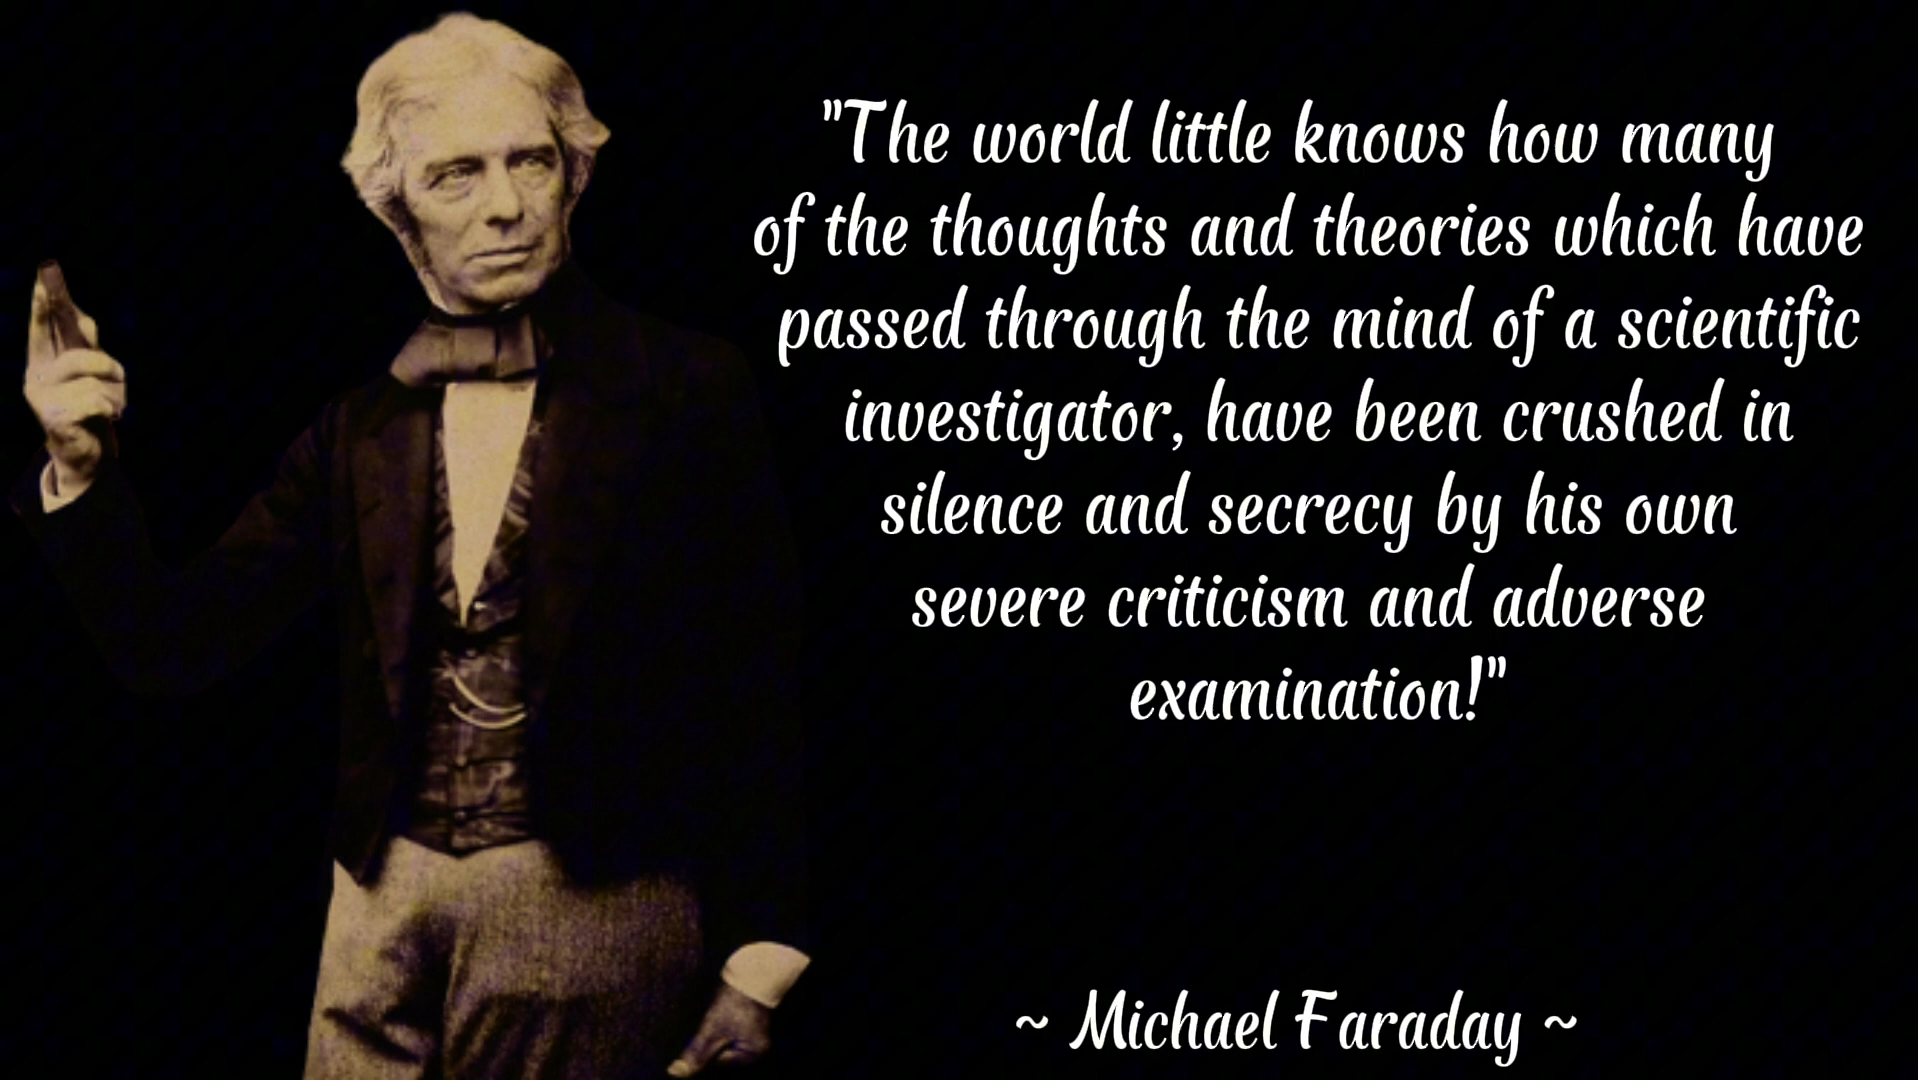 "The world little knows how many
of the thoughts and theories which have
passed through the mind of a scientific
investigator, have been crushed in
silence and secrecy by his own
severe criticism and adverse
examination!"
~ Michael Faraday ~